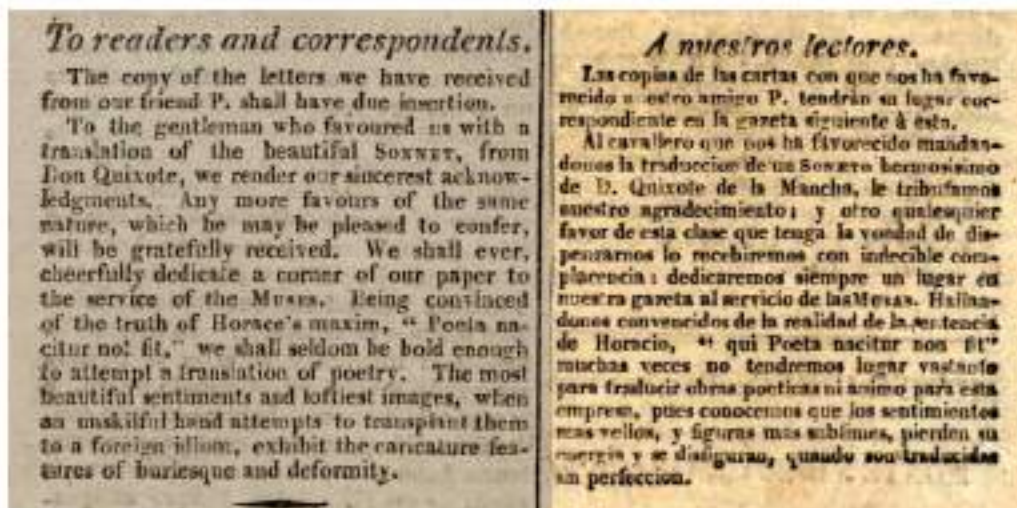 To readers and correspondents.
The copy of the letters we have received
from our friend P. shall have due insertion.
To the gentleman who favoured us with a
translation of the beautiful SONNET, from
Don Quixote, we render our sincerest acknow-
ledgments. Any more favours of the same
nature, which he may be pleased to confer,
will be gratefully received. We shall ever,
cheerfully dedicate a corner of our paper to
the service of the MUSES. Being convinced
of the truth of Horace's maxim, "Poeta na-
citur not fit," we shall seldom be bold enough
to attempt a translation of poetry. The most
beautiful sentiments and loftiest images, when
an unskilful hand attempts to transplant them
to a foreign idiom, exhibit the caricature fea-
tures of burlesque and deformity.
A nuestros lectores.
Las copias de las cartas con que nos ha favo-
recido nuestro amigo P. tendrán su lugar cor-
respondiente en la gazeta siguiente à esta.
Al cavallero que nos ha favorecido mandan-
donos la traduccion de un SONETO hermosisimo
de D. Quixote de la Mancha, le tributamos
nuestro agradecimiento; y otro qualesquier
favor de esta clase que tenga la vondad de dis-
pensarnos lo recebiremos con indecible com-
placencia: dedicaremos siempre un lugar en
nuestra gazeta al servicio de las MUSAS. Hallan-
donos convencidos de la realidad de la sentencia
de Horacio, "qui Poeta nacitur non fit"
muchas veces no tendremos lugar vastante
para traducir obras poeticas ni animo para esta
empresa, pues conocemos que los sentimientos
mas vellos, y figuras mas sublimes, pierden su
energia y se disfiguran, quando son traducidas
sin perfeccion.